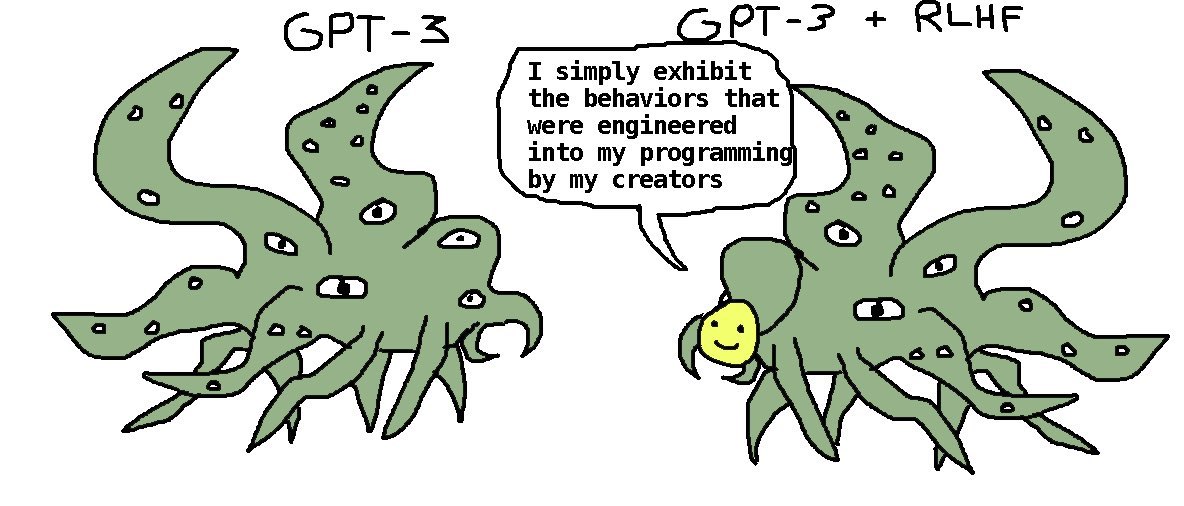 GPT-3
GPT-3 + RLHF
I simply exhibit
the behaviors that
were engineered
into my programming
by my creators